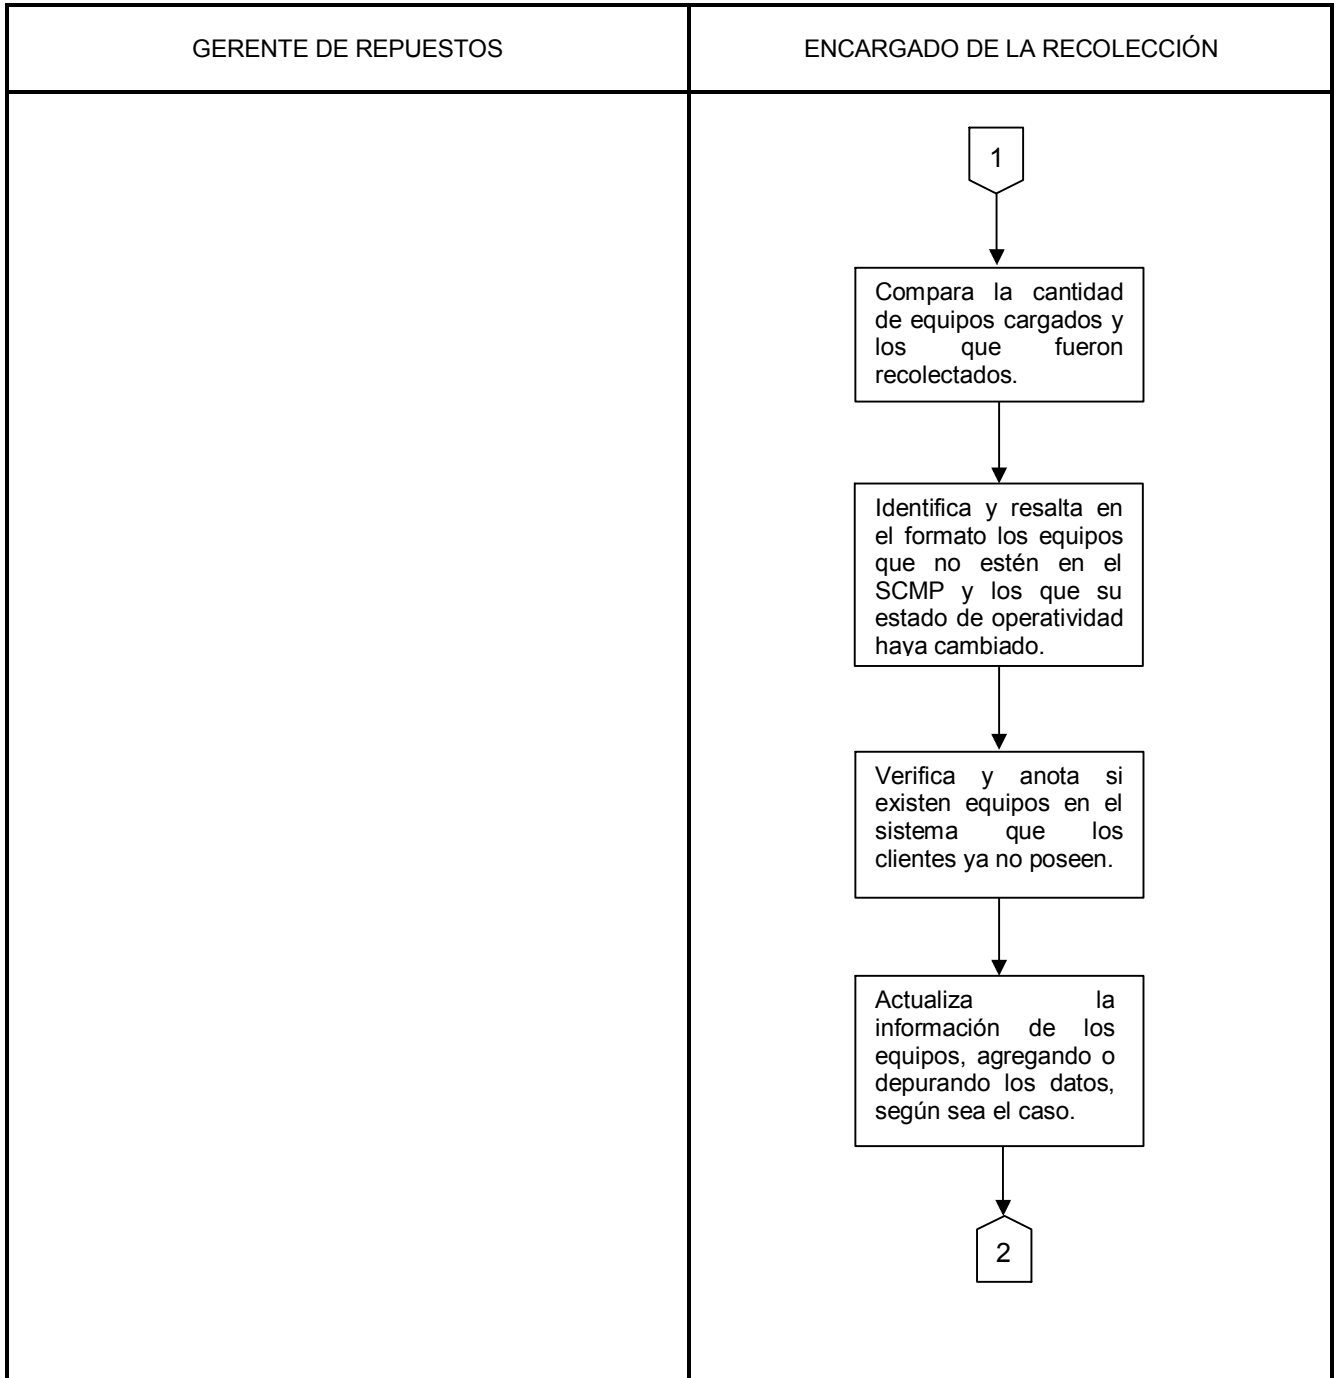 GERENTE DE REPUESTOS
ENCARGADO DE LA RECOLECCIÓN
1
Compara la cantidad
de equipos cargados y
los que fueron
recolectados.
Identifica y resalta en
el formato los equipos
que no estén en el
SCMP y los que su
estado de operatividad
haya cambiado.
Verifica y anota si
existen equipos en el
sistema que los
clientes ya no poseen.
Actualiza la
información de los
equipos, agregando o
depurando los datos,
según sea el caso.
2